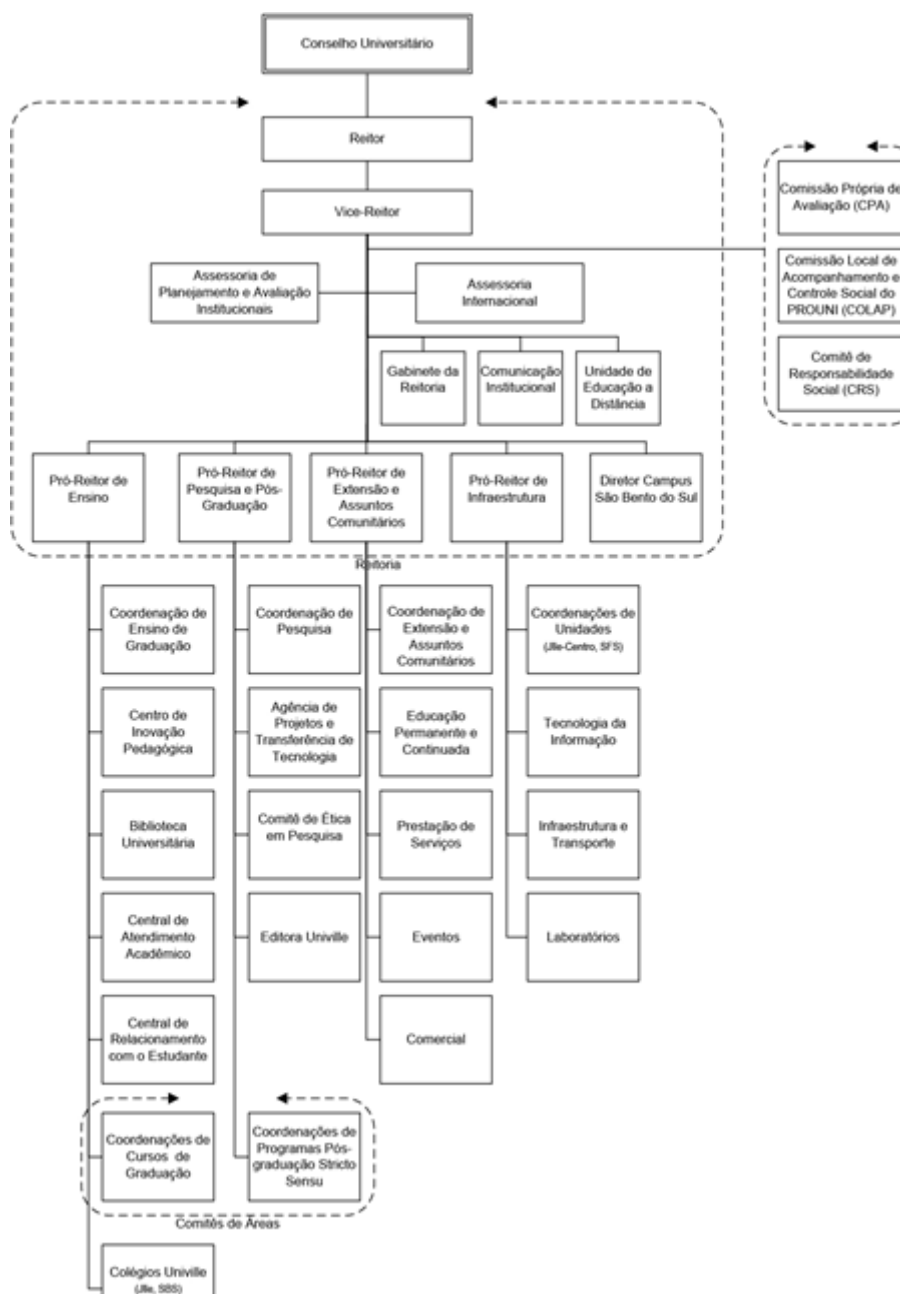 Conselho Universitário
Reitor
Vice-Reitor
Comissão Própria de
Avaliação (CPA)
Comissão Local de
Acompanhamento e
Controle Social do
PROUNI (COLAP)
Comitê de
Responsabilidade
Social (CRS)
Assessoria de
Planejamento e Avaliação
Institucionais
Assessoria
Internacional
Gabinete da
Reitoria
Comunicação
Institucional
Unidade de
Educação a
Distância
Pró-Reitor de
Ensino
Pró-Reitor de
Pesquisa e Pós-
Graduação
Pró-Reitor de
Extensão e
Assuntos
Comunitários
Pró-Reitor de
Infraestrutura
Diretor Campus
São Bento do Sul
Reitoria
Coordenação de
Ensino de
Graduação
Coordenação de
Pesquisa
Coordenação de
Extensão e
Assuntos
Comunitários
Coordenações de
Unidades
(Jlle-Centro, SFS)
Centro de
Inovação
Pedagógica
Agência de
Projetos e
Transferência de
Tecnologia
Educação
Permanente e
Continuada
Tecnologia da
Informação
Biblioteca
Universitária
Comitê de Ética
em Pesquisa
Prestação de
Serviços
Infraestrutura e
Transporte
Central de
Atendimento
Acadêmico
Editora Univille
Eventos
Laboratórios
Central de
Relacionamento
com o Estudante
Comercial
Coordenações de
Cursos de
Graduação
Coordenações de
Programas Pós-
graduação Stricto
Sensu
Comitês de Áreas
Colégios Univille
(Jlle, SBS)